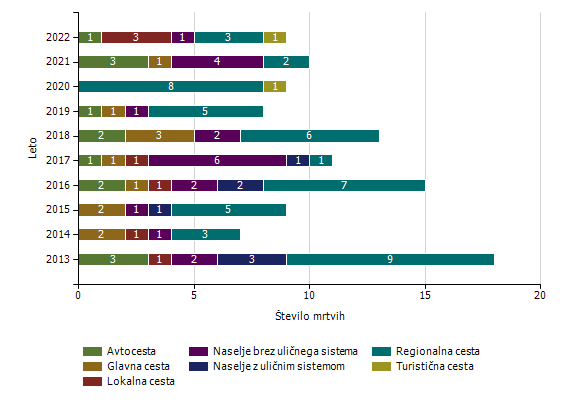 2022 1 3 1 3 1
2021 3 1 4 2
2020 8 1
2019 1 1 1 5
2018 2 3 2 6
2017 1 1 1 6 1 1
2016 2 1 1 2 2 7
2015 2 1 1 5
2014 2 1 1 3
2013 3 1 2 3 9
Leto
0 5 10 15 20
Število mrtvih
Avtocesta Naselje brez uličnega sistema Regionalna cesta
Glavna cesta Naselje z uličnim sistemom Turistična cesta
Lokalna cesta